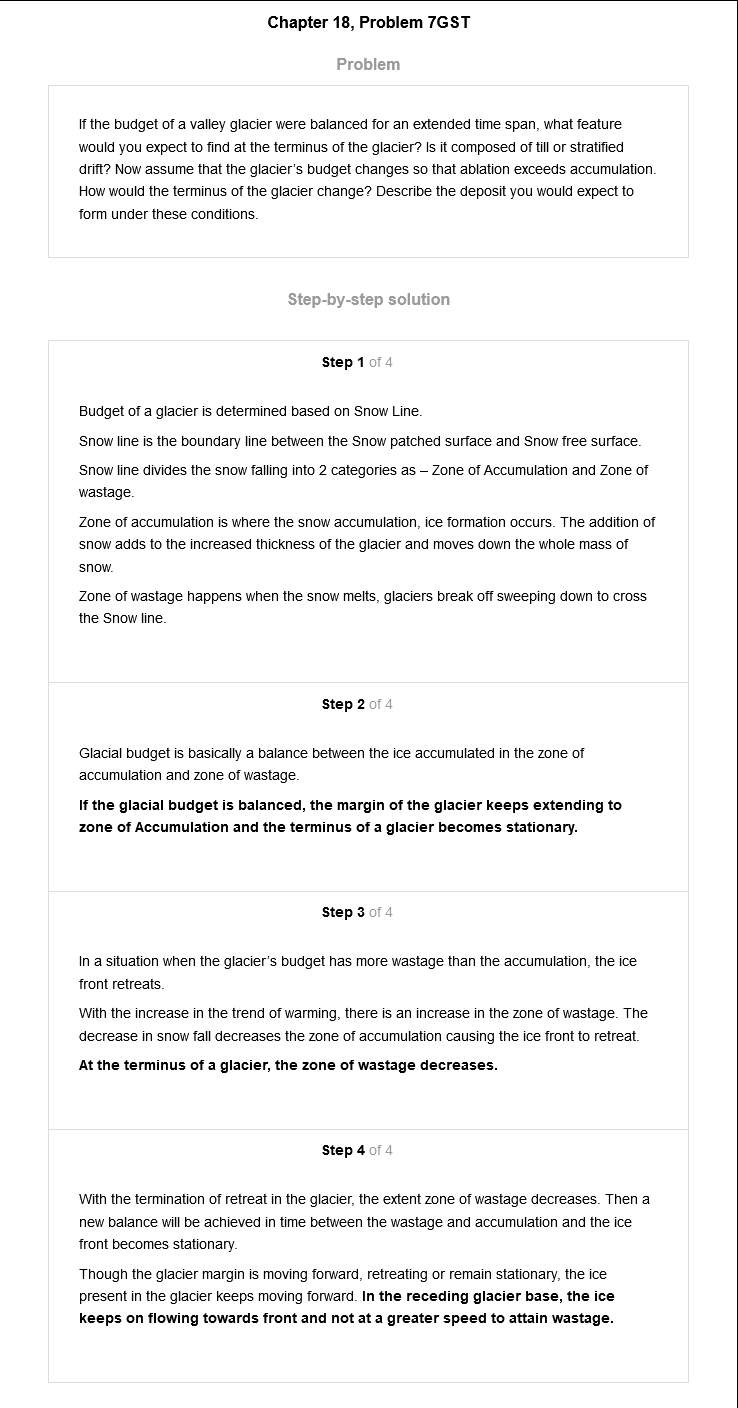 Chapter 18, Problem 7GST
Problem
If the budget of a valley glacier were balanced for an extended time span, what feature
would you expect to find at the terminus of the glacier? Is it composed of till or stratified
drift? Now assume that the glacier's budget changes so that ablation exceeds accumulation.
How would the terminus of the glacier change? Describe the deposit you would expect to
form under these conditions.
Step-by-step solution
Step 1 of 4
Budget of a glacier is determined based on Snow Line.
Snow line is the boundary line between the Snow patched surface and Snow free surface.
Snow line divides the snow falling into 2 categories as – Zone of Accumulation and Zone of
wastage.
Zone of accumulation is where the snow accumulation, ice formation occurs. The addition of
snow adds to the increased thickness of the glacier and moves down the whole mass of
snow.
Zone of wastage happens when the snow melts, glaciers break off sweeping down to cross
the Snow line.
Step 2 of 4
Glacial budget is basically a balance between the ice accumulated in the zone of
accumulation and zone of wastage.
If the glacial budget is balanced, the margin of the glacier keeps extending to
zone of Accumulation and the terminus of a glacier becomes stationary.
Step 3 of 4
In a situation when the glacier's budget has more wastage than the accumulation, the ice
front retreats.
With the increase in the trend of warming, there is an increase in the zone of wastage. The
decrease in snow fall decreases the zone of accumulation causing the ice front to retreat.
At the terminus of a glacier, the zone of wastage decreases.
Step 4 of 4
With the termination of retreat in the glacier, the extent zone of wastage decreases. Then a
new balance will be achieved in time between the wastage and accumulation and the ice
front becomes stationary.
Though the glacier margin is moving forward, retreating or remain stationary, the ice
present in the glacier keeps moving forward. In the receding glacier base, the ice
keeps on flowing towards front and not at a greater speed to attain wastage.